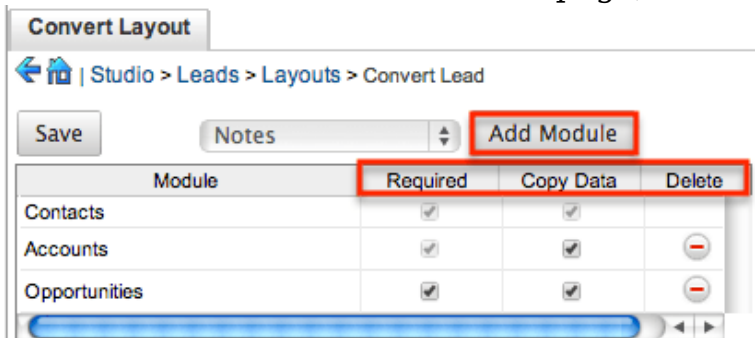 Convert Layout
| Studio > Leads > Layouts > Convert Lead
Save Notes Add Module
Module Required Copy Data Delete
Contacts
Accounts
Opportunities